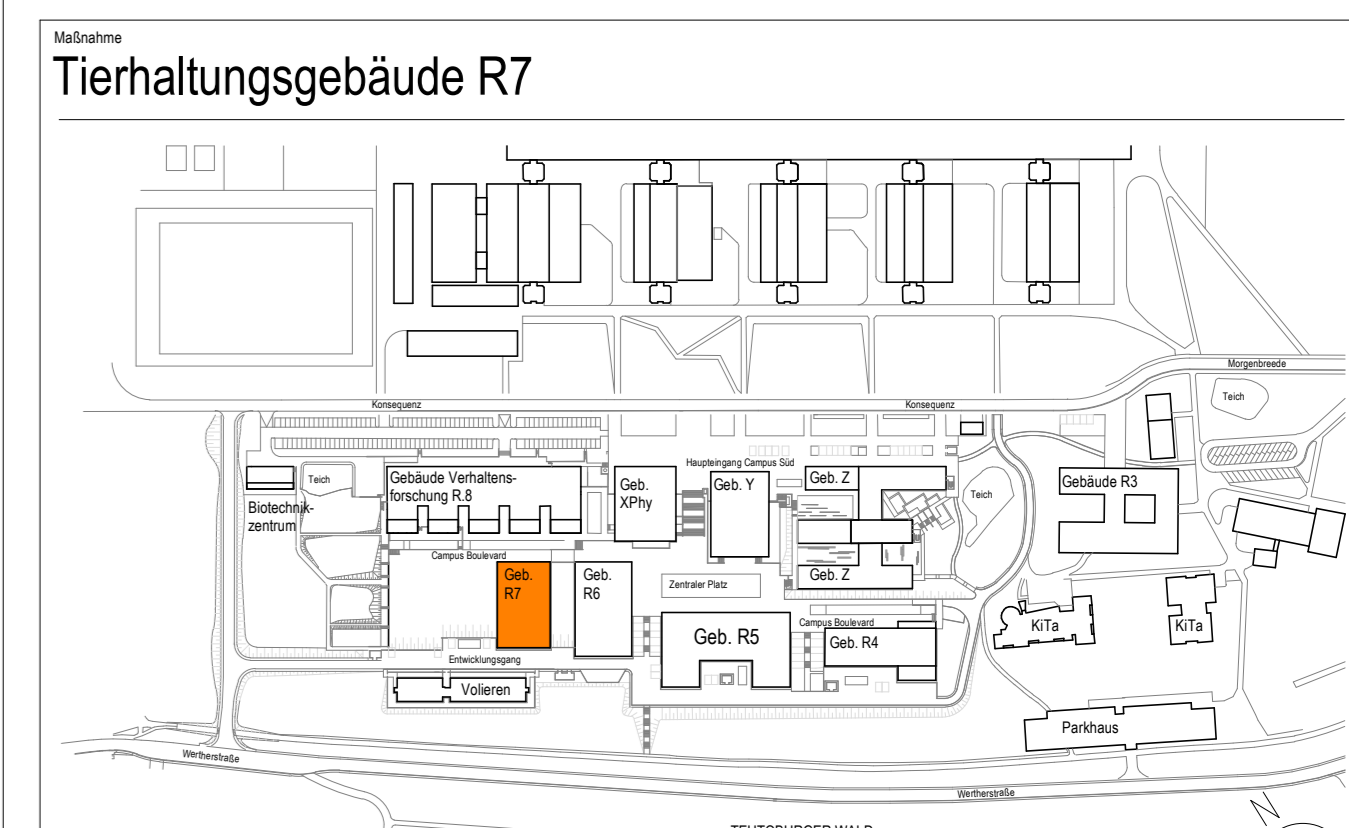 Maßnahme
Tierhaltungsgebäude R7
Morgenbreede
Teich
Konsequenz
Konsequenz
Haupteingang Campus Süd
Teich
Gebäude Verhaltens-
forschung R.8
Geb.
XPhy
Geb. Y
Geb. Z
Teich
Gebäude R3
Biotechnik-
zentrum
Campus Boulevard
Geb.
R7
Geb.
R6
Zentraler Platz
Geb. Z
Campus Boulevard
KiTa
KiTa
Geb. R5
Geb. R4
Entwicklungsgang
Volieren
Parkhaus
Wertherstraße
Wertherstraße
N
TEUTOBURGER WALD